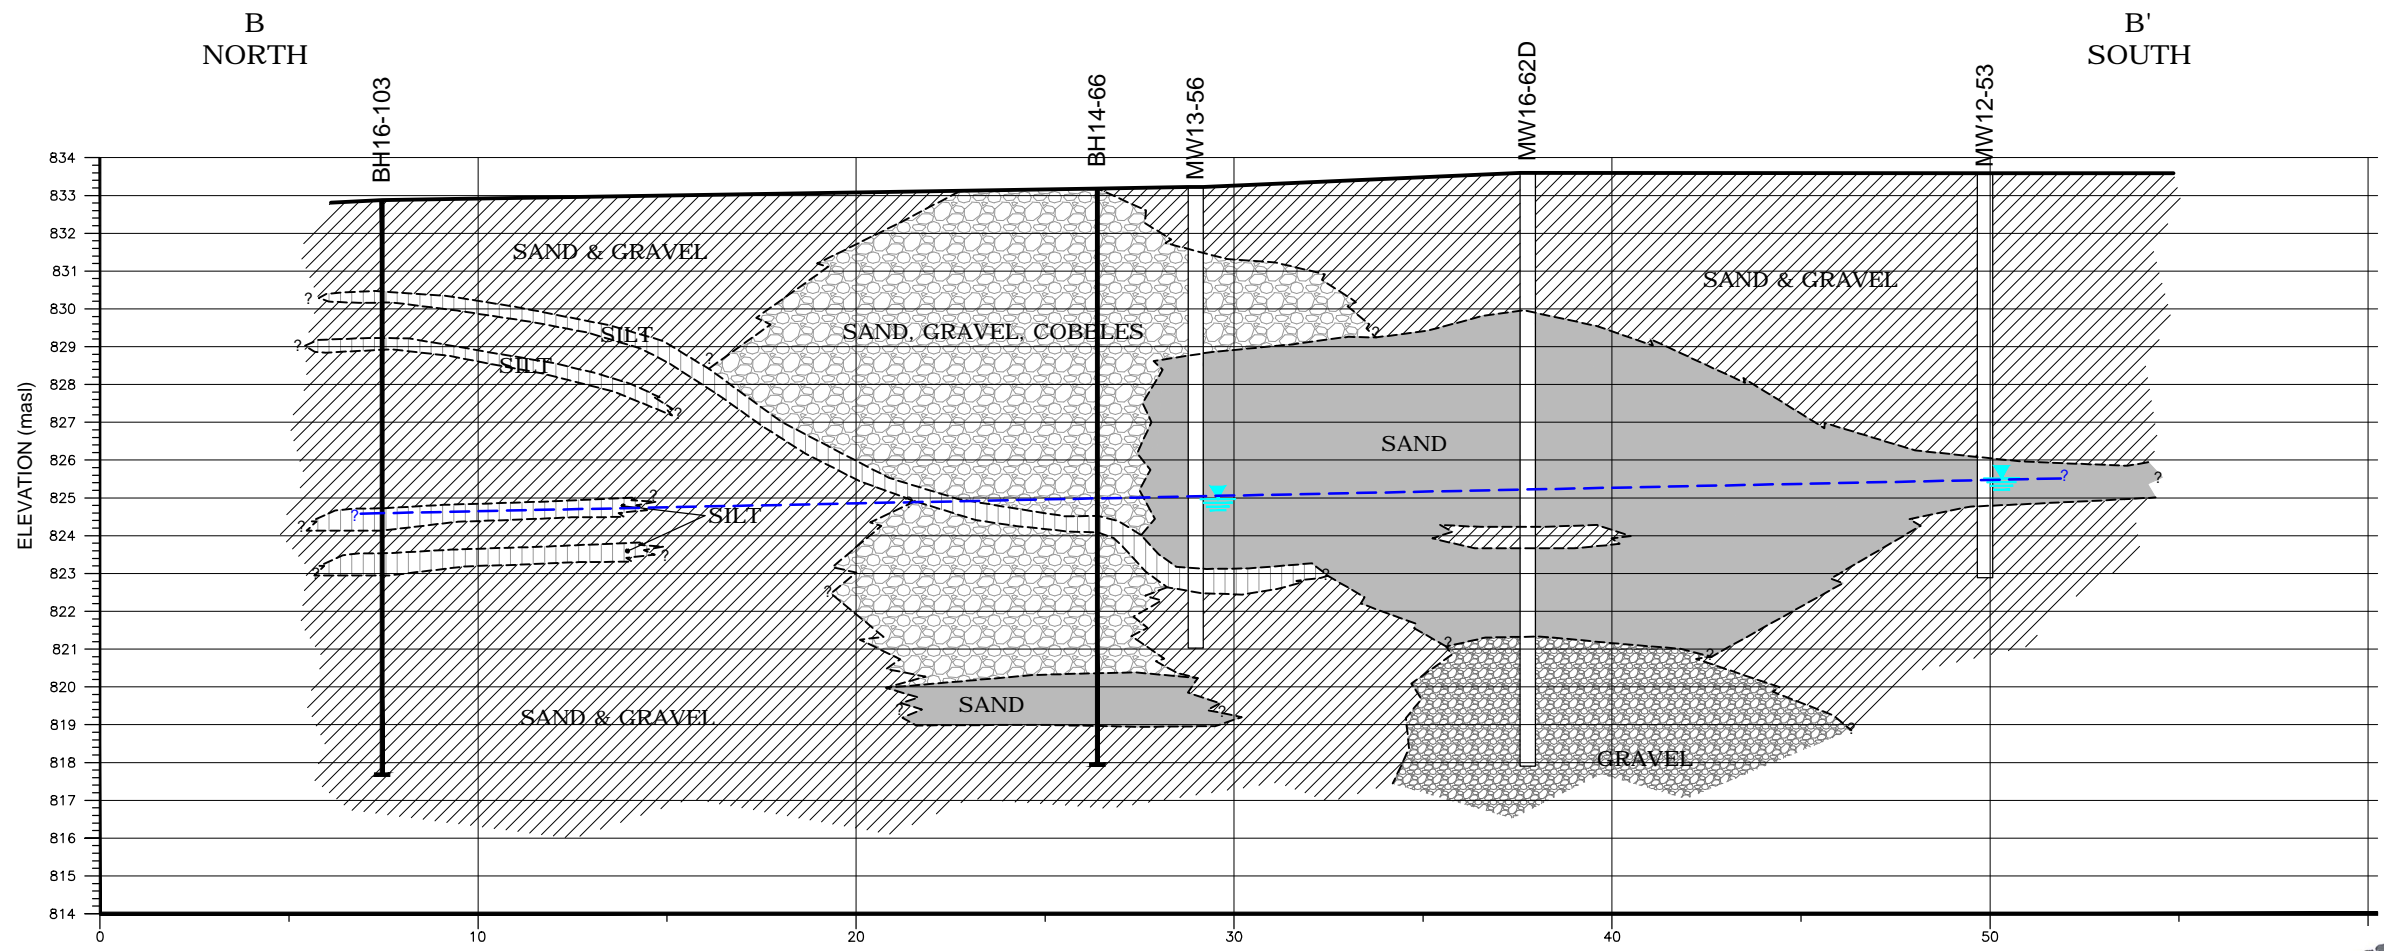 B
NORTH
B'
SOUTH
BH16-103
BH14-66
MW13-56
MW16-62D
MW12-53
ELEVATION (masl)
834
833
832
831
830
829
828
827
826
825
824
823
822
821
820
819
818
817
816
815
814
SAND & GRAVEL
SAND & GRAVEL
?
SILT
SAND, GRAVEL, COBBLES
?
?
SILT
?
?
SAND
?
?
?
?
?
?
SILT
?
?
?
?
?
?
?
SAND
?
?
SAND & GRAVEL
?
GRAVEL
0
10
20
30
40
50